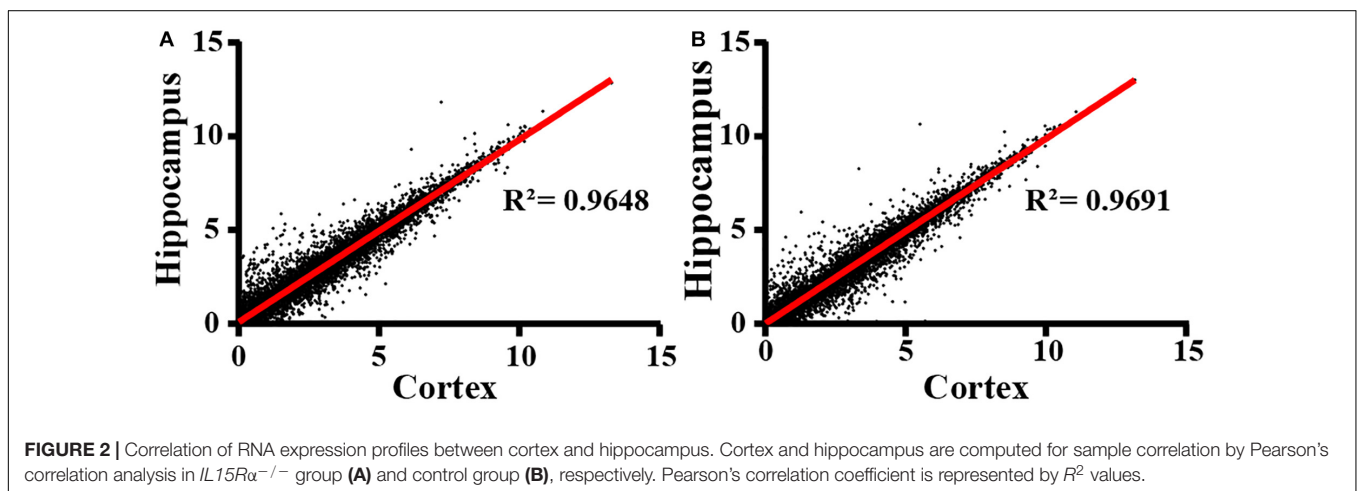 A
15
10
5
0
Hippocampus
R²= 0.9648
0 5 10 15
Cortex
B
15
10
5
0
Hippocampus
R²= 0.9691
0 5 10 15
Cortex
FIGURE 2 | Correlation of RNA expression profiles between cortex and hippocampus. Cortex and hippocampus are computed for sample correlation by Pearson's
correlation analysis in IL15Rα−/− group (A) and control group (B), respectively. Pearson's correlation coefficient is represented by R² values.